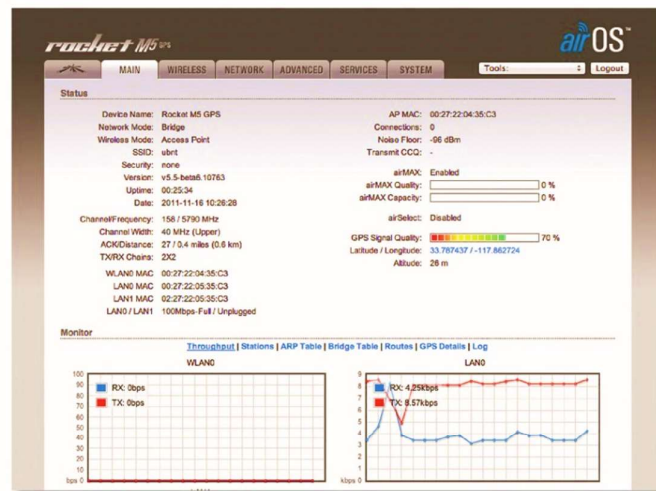 rocket M5 GPS
airOS™
MAIN WIRELESS NETWORK ADVANCED SERVICES SYSTEM Tools: Logout
Status
Device Name: Rocket M5 GPS
Network Mode: Bridge
Wireless Mode: Access Point
SSID: ubnt
Security: none
Version: v5.5-beta6.10763
Uptime: 00:25:34
Date: 2011-11-16 10:26:28
Channel/Frequency: 158 / 5790 MHz
Channel Width: 40 MHz (Upper)
ACK/Distance: 27 / 0.4 miles (0.6 km)
TX/RX Chains: 2X2
WLAN0 MAC 00:27:22:04:35:C3
LAN0 MAC 00:27:22:05:35:C3
LAN1 MAC 02:27:22:05:35:C3
LAN0 / LAN1 100Mbps-Full / Unplugged
AP MAC: 00:27:22:04:35:C3
Connections: 0
Noise Floor: -96 dBm
Transmit CCQ: -
airMAX: Enabled
airMAX Quality: 0 %
airMAX Capacity: 0 %
airSelect: Disabled
GPS Signal Quality: 70 %
Latitude / Longitude: 33.787437 / -117.862724
Altitude: 26 m
Monitor
Throughput | Stations | ARP Table | Bridge Table | Routes | GPS Details | Log
WLAN0
100
90
80
70
60
50
40
30
20
10
bps 0
RX: 0bps
TX: 0bps
LAN0
9
8
7
6
5
4
3
2
1
kbps 0
RX: 4.25kbps
TX: 8.57kbps